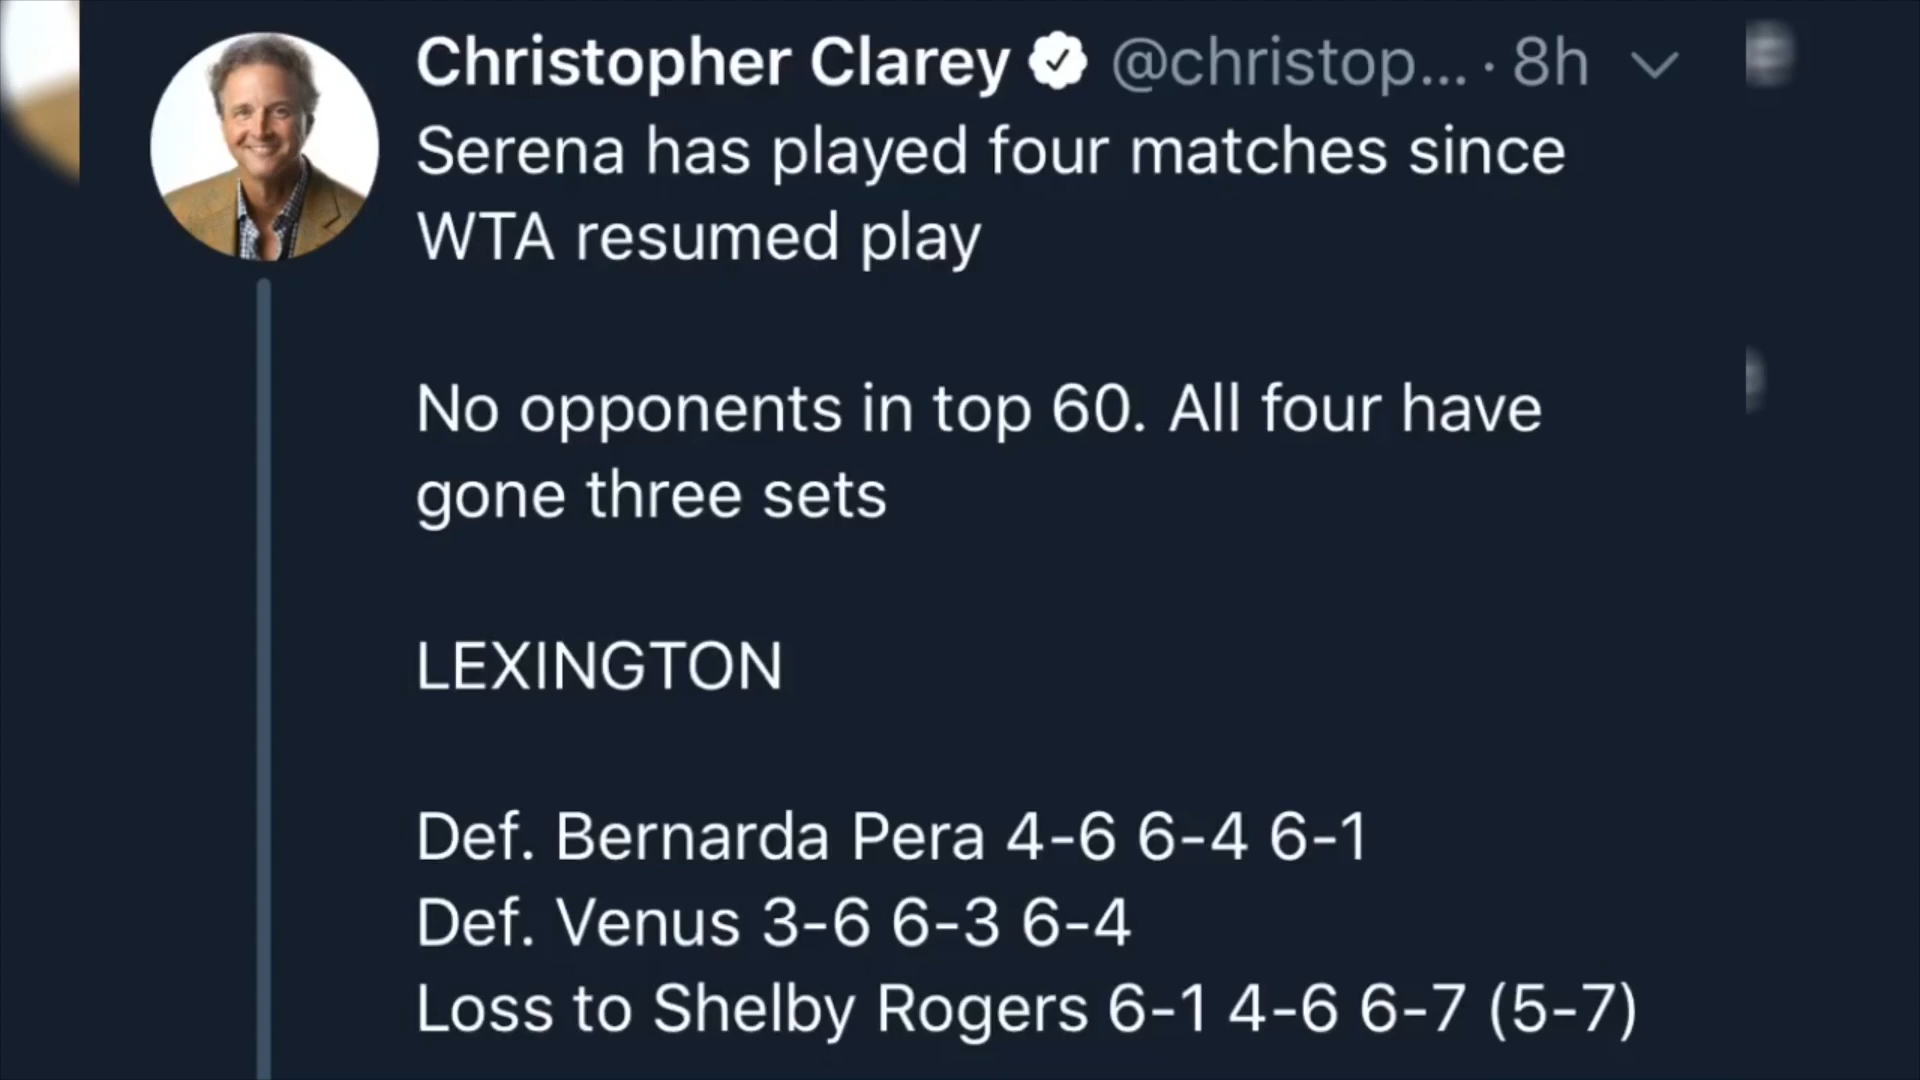 Christopher Clarey @christop... · 8h
Serena has played four matches since
WTA resumed play
No opponents in top 60. All four have
gone three sets
LEXINGTON
Def. Bernarda Pera 4-6 6-4 6-1
Def. Venus 3-6 6-3 6-4
Loss to Shelby Rogers 6-1 4-6 6-7 (5-7)